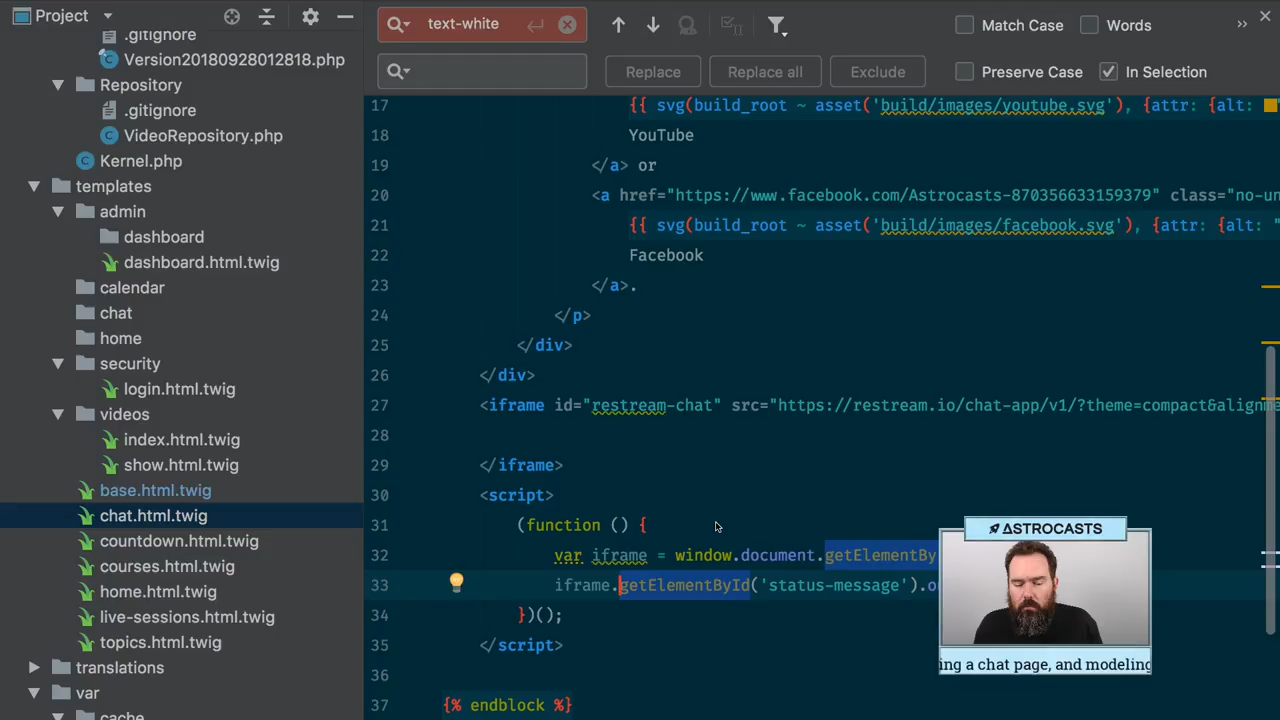 Project
text-white
Match Case
Words
»
Replace
Replace all
Exclude
Preserve Case
In Selection
.gitignore
Version20180928012818.php
Repository
.gitignore
VideoRepository.php
Kernel.php
templates
admin
dashboard
dashboard.html.twig
calendar
chat
home
security
login.html.twig
videos
index.html.twig
show.html.twig
base.html.twig
chat.html.twig
countdown.html.twig
courses.html.twig
home.html.twig
live-sessions.html.twig
topics.html.twig
translations
var
cache
17 {{ svg(build_root ~ asset('build/images/youtube.svg'), {attr: {alt:
18 YouTube
19 </a> or
20 <a href="https://www.facebook.com/Astrocasts-870356633159379" class="no-un
21 {{ svg(build_root ~ asset('build/images/facebook.svg'), {attr: {alt: "
22 Facebook
23 </a>.
24 </p>
25 </div>
26 </div>
27 <iframe id="restream-chat" src="https://restream.io/chat-app/v1/?theme=compact&alignme
28
29 </iframe>
30 <script>
31 (function () {
32 var iframe = window.document.getElementBy
33 iframe.getElementById('status-message').o
34 })();
35 </script>
36
37 {% endblock %}
ΔSTROCASTS
ing a chat page, and modeling